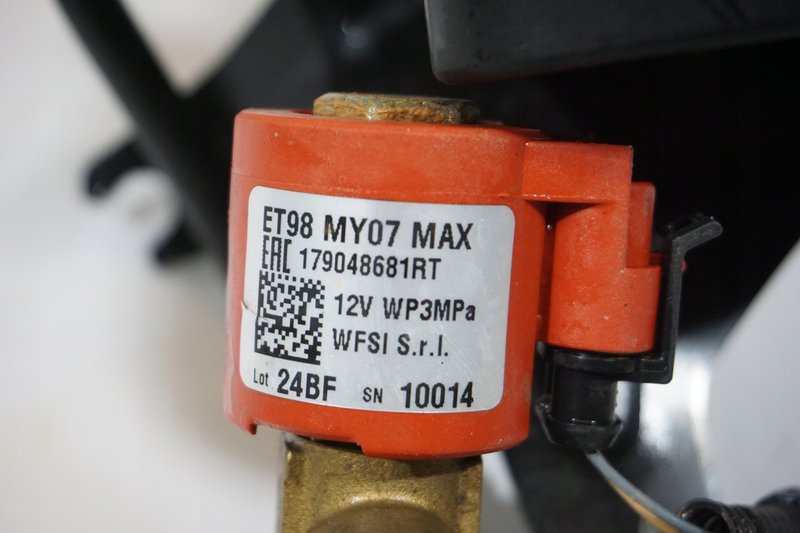 ET98 MY07 MAX
EAC 179048681RT
12V WP3MPa
WFSI S.r.l.
Lot 24BF SN 10014